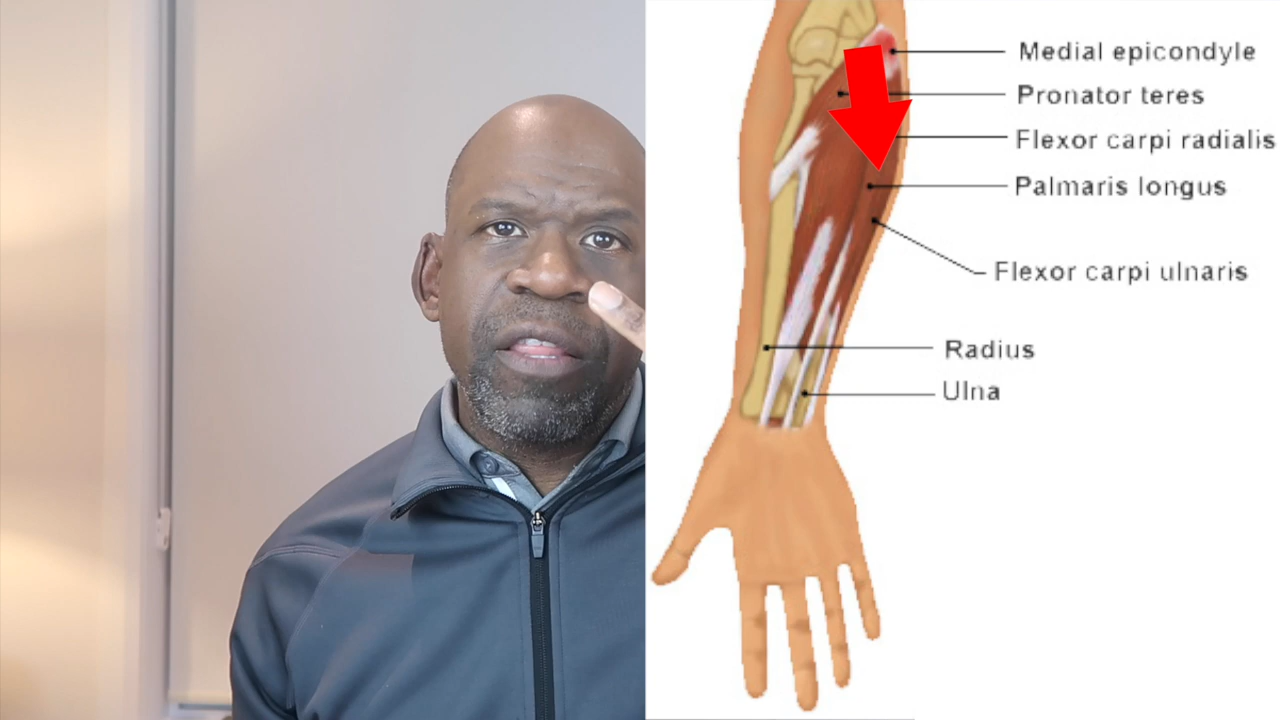 Medial epicondyle
Pronator teres
Flexor carpi radialis
Palmaris longus
Flexor carpi ulnaris
Radius
Ulna